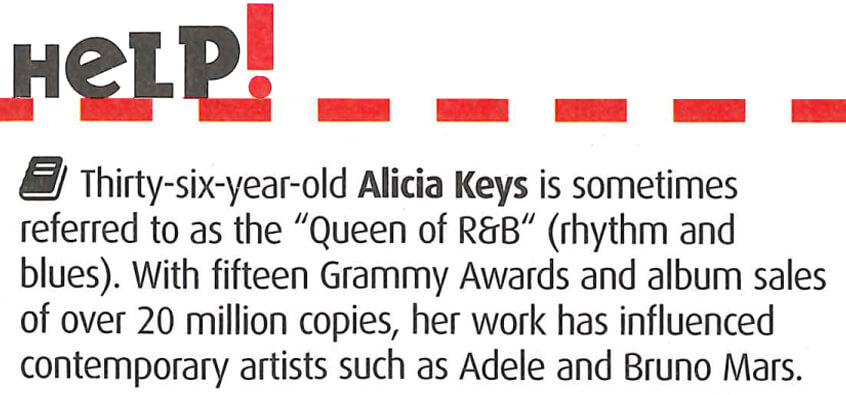 HeLP!
Thirty-six-year-old Alicia Keys is sometimes
referred to as the “Queen of R&B“ (rhythm and
blues). With fifteen Grammy Awards and album sales
of over 20 million copies, her work has influenced
contemporary artists such as Adele and Bruno Mars.